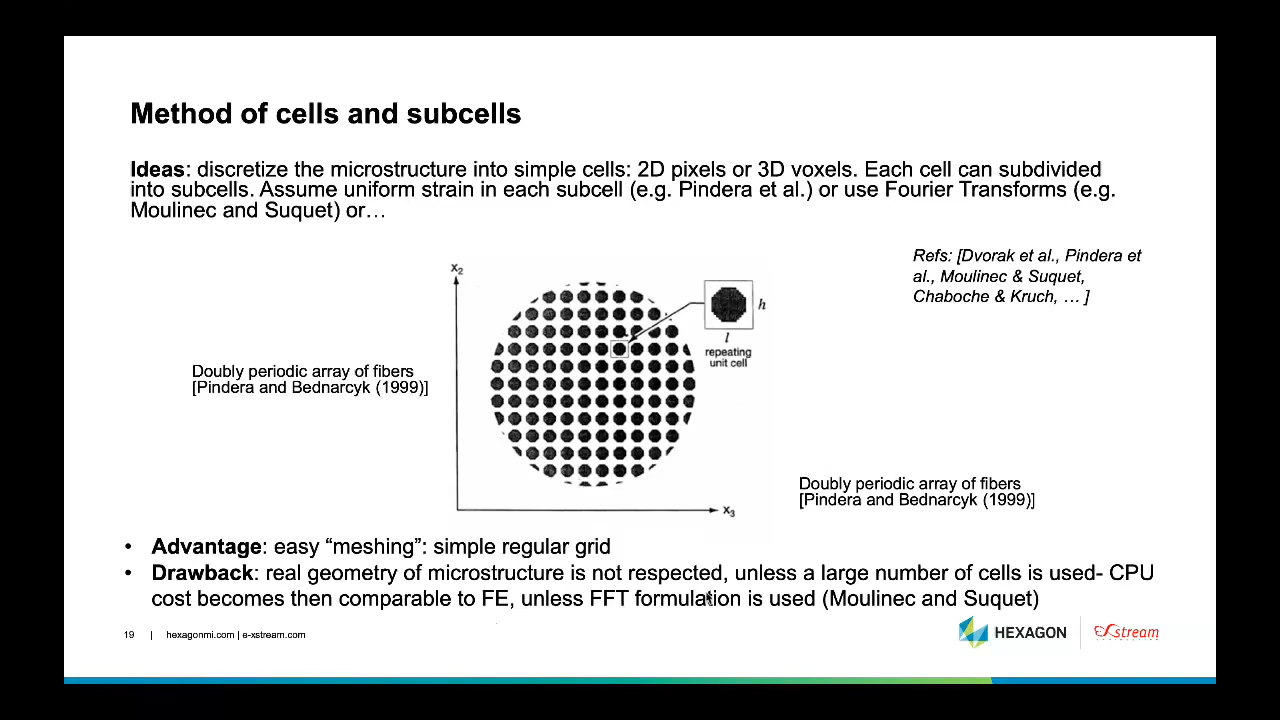 Method of cells and subcells
Ideas: discretize the microstructure into simple cells: 2D pixels or 3D voxels. Each cell can subdivided
into subcells. Assume uniform strain in each subcell (e.g. Pindera et al.) or use Fourier Transforms (e.g.
Moulinec and Suquet) or…
Refs: [Dvorak et al., Pindera et
al., Moulinec & Suquet,
Chaboche & Kruch, … ]
x2
h
l
repeating
unit cell
Doubly periodic array of fibers
[Pindera and Bednarcyk (1999)]
Doubly periodic array of fibers
[Pindera and Bednarcyk (1999)]
x3
• Advantage: easy “meshing”: simple regular grid
• Drawback: real geometry of microstructure is not respected, unless a large number of cells is used- CPU
cost becomes then comparable to FE, unless FFT formulation is used (Moulinec and Suquet)
19 | hexagonmi.com | e-xstream.com
HEXAGON
eXstream